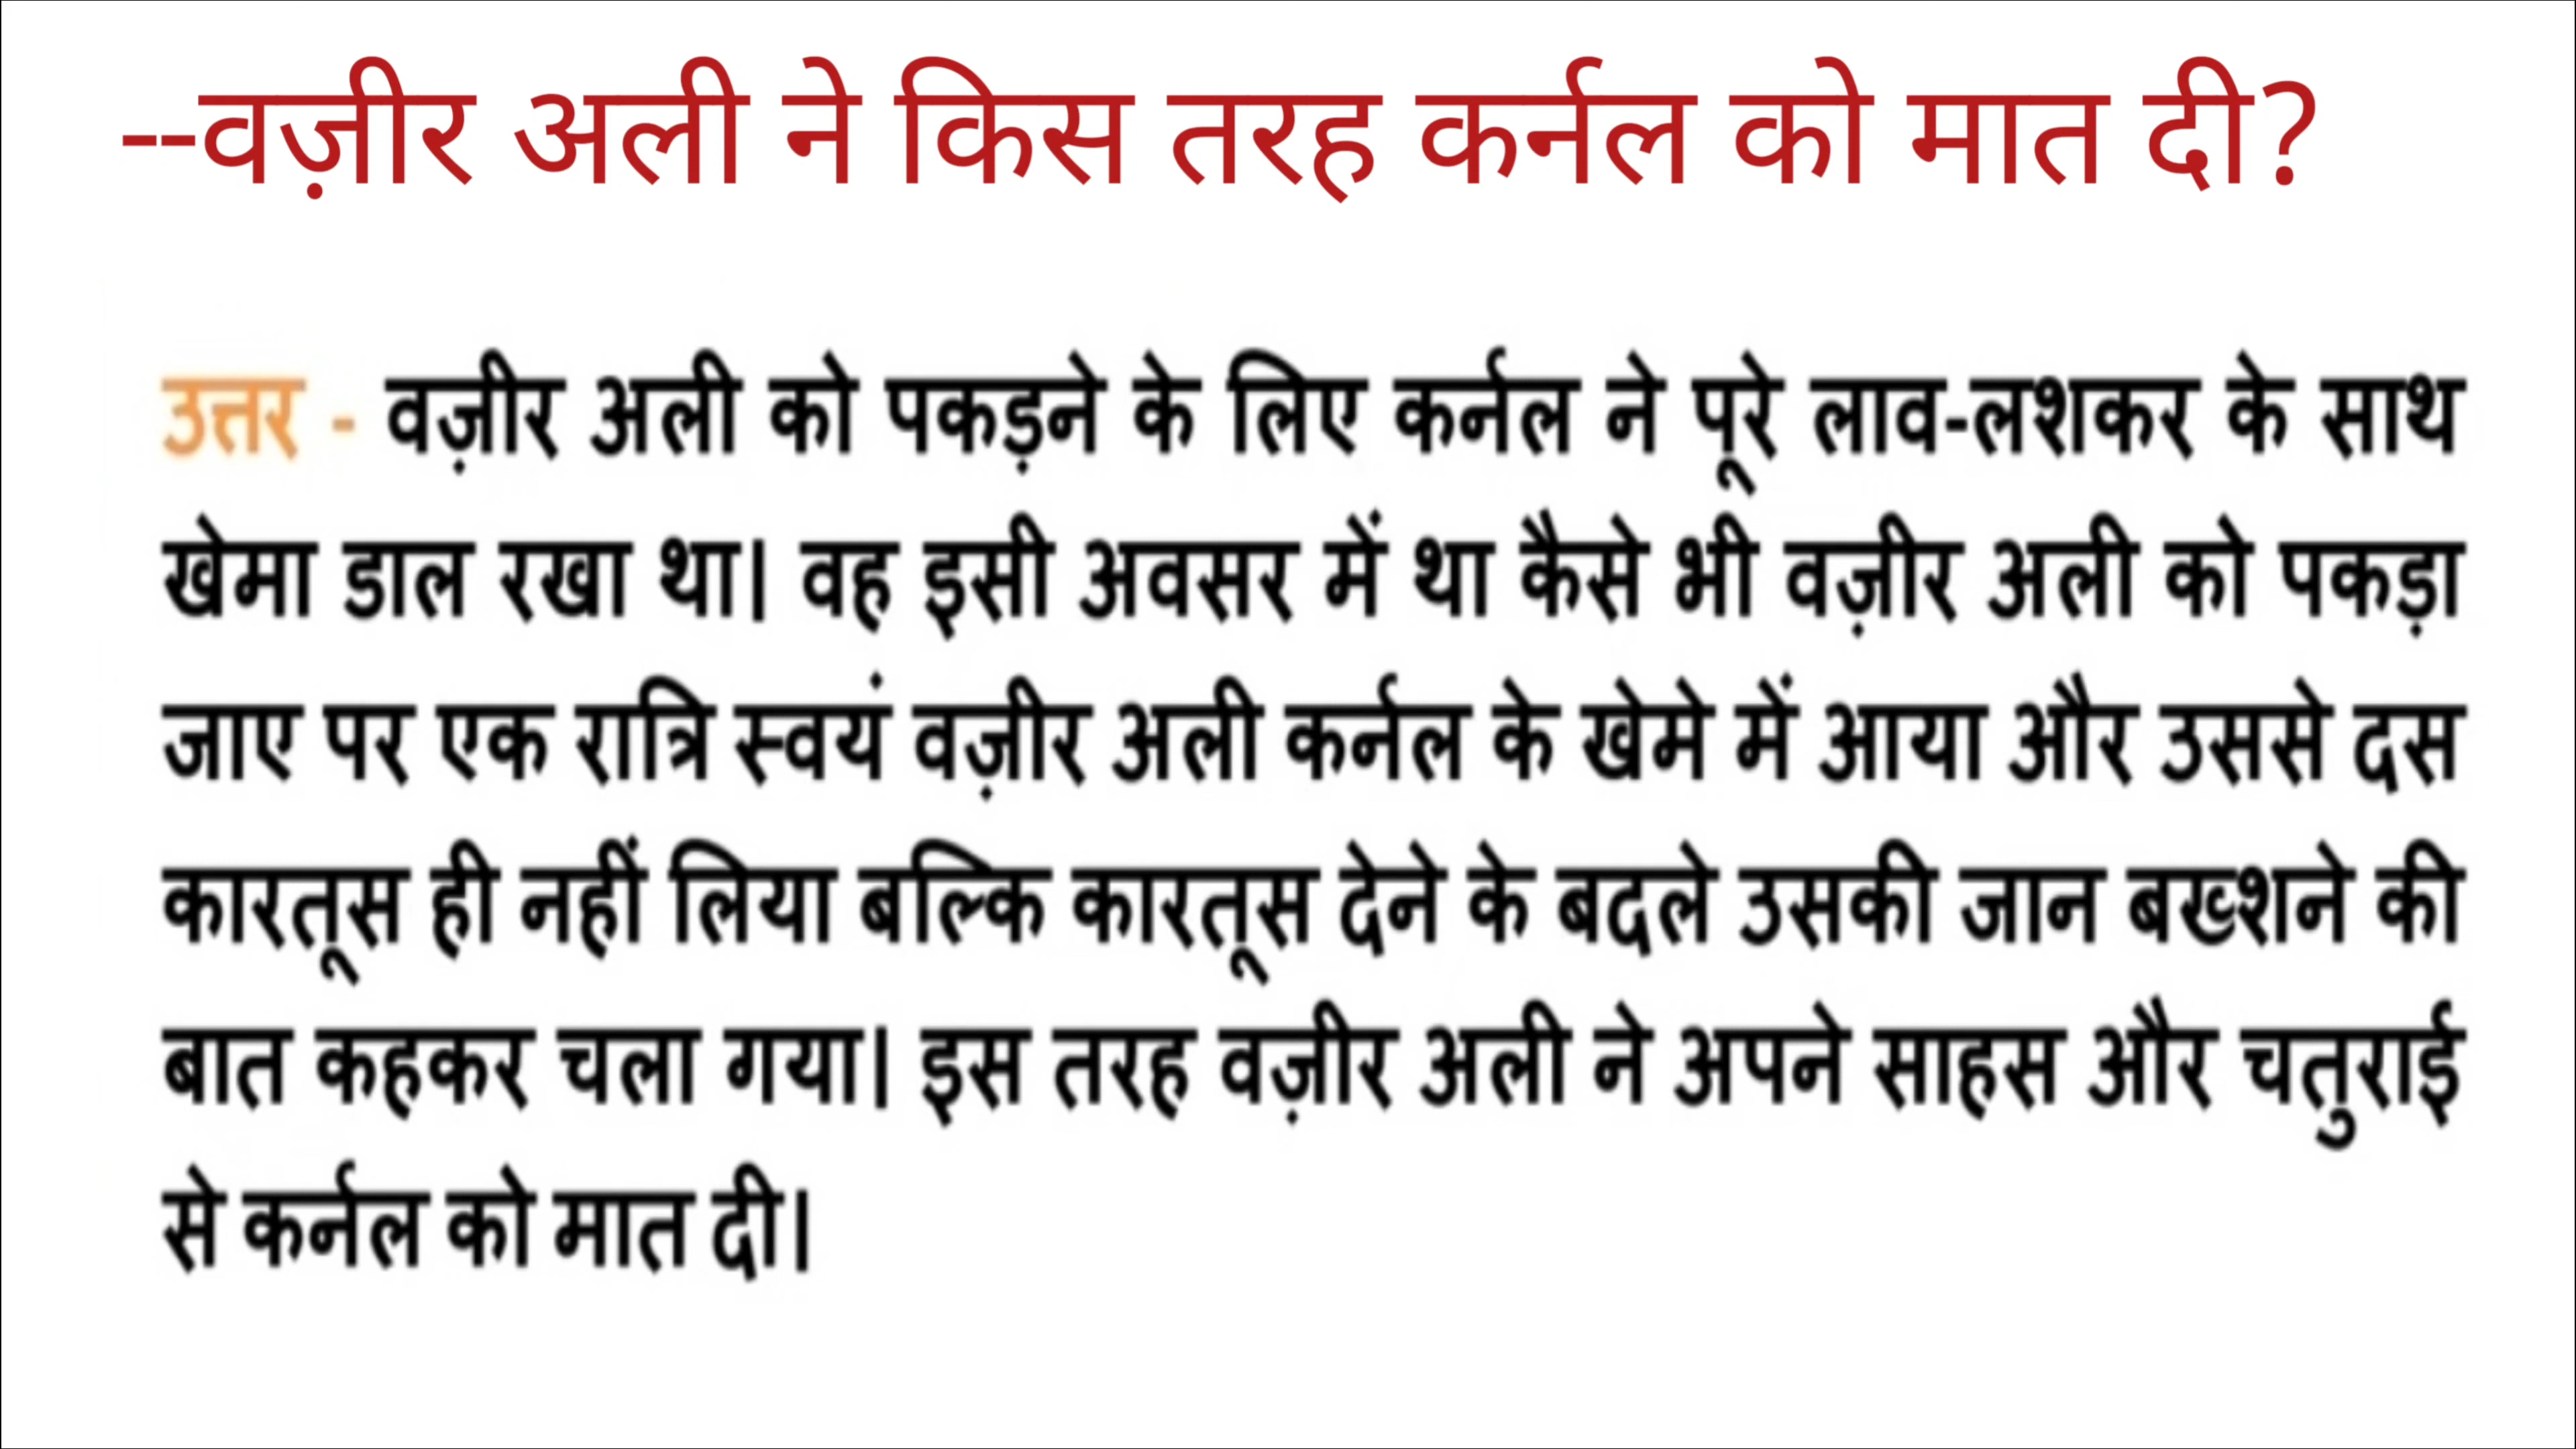 --वज़ीर अली ने किस तरह कर्नल को मात दी?
उत्तर - वज़ीर अली को पकड़ने के लिए कर्नल ने पूरे लाव-लशकर के साथ
खेमा डाल रखा था। वह इसी अवसर में था कैसे भी वज़ीर अली को पकड़ा
जाए पर एक रात्रि स्वयं वज़ीर अली कर्नल के खेमे में आया और उससे दस
कारतूस ही नहीं लिया बल्कि कारतूस देने के बदले उसकी जान बख्शने की
बात कहकर चला गया। इस तरह वज़ीर अली ने अपने साहस और चतुराई
से कर्नल को मात दी।